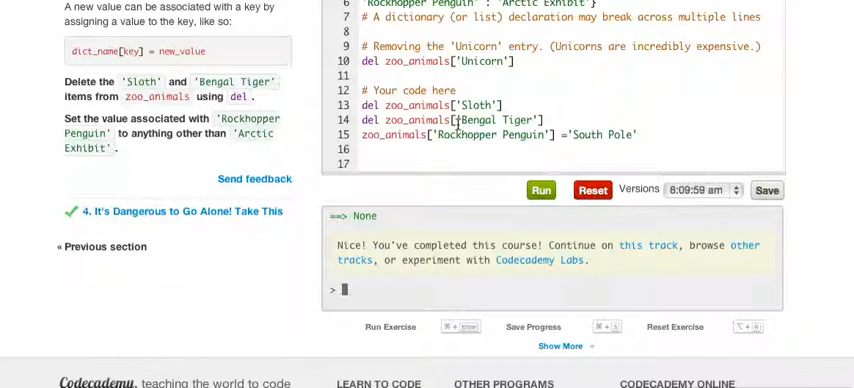 A new value can be associated with a key by
assigning a value to the key, like so:
dict_name[key] = new_value
Delete the 'Sloth' and 'Bengal Tiger'
items from zoo_animals using del.
Set the value associated with 'Rockhopper
Penguin' to anything other than 'Arctic
Exhibit'.
Send feedback
4. It's Dangerous to Go Alone! Take This
« Previous section
6 'Rockhopper Penguin' : 'Arctic Exhibit'}
7 # A dictionary (or list) declaration may break across multiple lines
8
9 # Removing the 'Unicorn' entry. (Unicorns are incredibly expensive.)
10 del zoo_animals['Unicorn']
11
12 # Your code here
13 del zoo_animals['Sloth']
14 del zoo_animals['Bengal Tiger']
15 zoo_animals['Rockhopper Penguin'] ='South Pole'
16
17
Run Reset Versions 8:09:59 am Save
==> None
Nice! You've completed this course! Continue on this track, browse other
tracks, or experiment with Codecademy Labs.
>
Run Exercise ⌘ + Save Progress ⌘ + S Reset Exercise ⌥ + R
Show More
Codecademy, teaching the world to code
LEARN TO CODE OTHER PROGRAMS CODECADEMY ONLINE